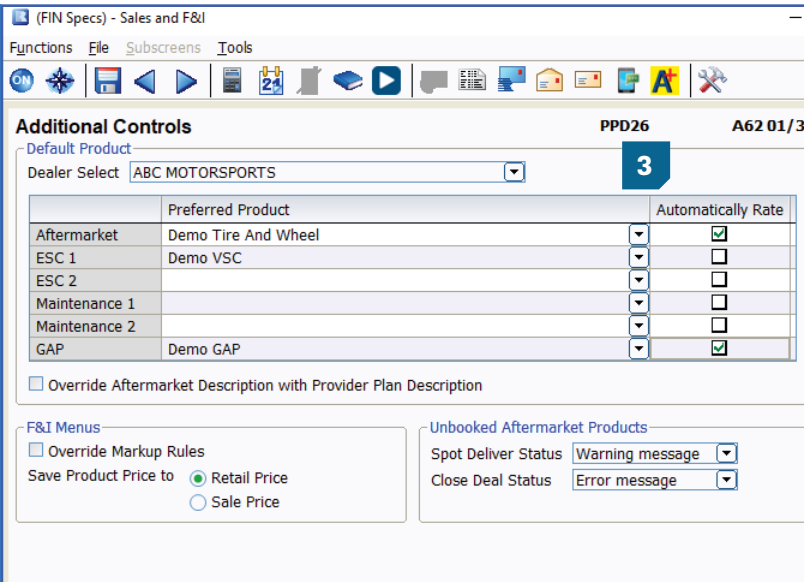 (FIN Specs) - Sales and F&I
Functions File Subscreens Tools
ON 21 A+
Additional Controls PPD26 A62 01/3
Default Product
Dealer Select ABC MOTORSPORTS 3
Preferred Product Automatically Rate
Aftermarket Demo Tire And Wheel
ESC 1 Demo VSC
ESC 2
Maintenance 1
Maintenance 2
GAP Demo GAP
Override Aftermarket Description with Provider Plan Description
F&I Menus Unbooked Aftermarket Products
Override Markup Rules Spot Deliver Status Warning message
Save Product Price to Retail Price Close Deal Status Error message
Sale Price